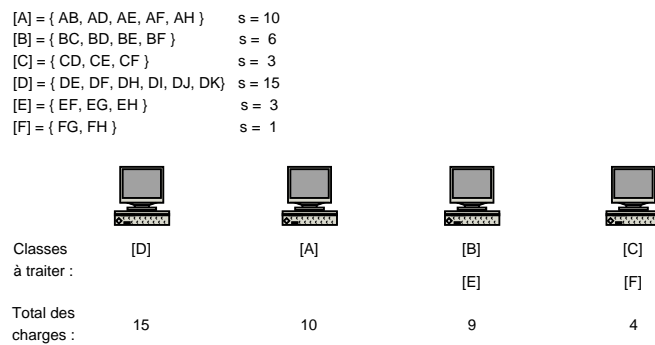 [A] = { AB, AD, AE, AF, AH } s = 10
[B] = { BC, BD, BE, BF } s = 6
[C] = { CD, CE, CF } s = 3
[D] = { DE, DF, DH, DI, DJ, DK} s = 15
[E] = { EF, EG, EH } s = 3
[F] = { FG, FH } s = 1
Classes à traiter : [D] [A] [B] [C]
[E] [F]
Total des charges : 15 10 9 4